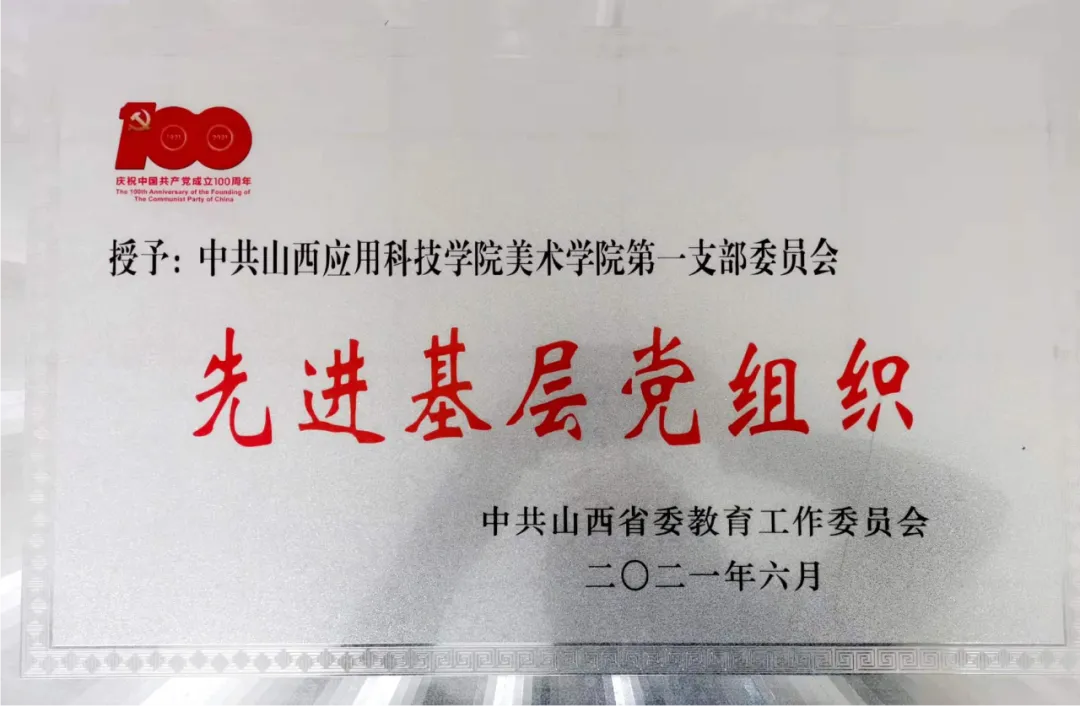 100
1921 2021
庆祝中国共产党成立100周年
The 100th Anniversary of the Founding of
The Communist Party of China
授予：中共山西应用科技学院美术学院第一支部委员会
先进基层党组织
中共山西省委教育工作委员会
二〇二一年六月